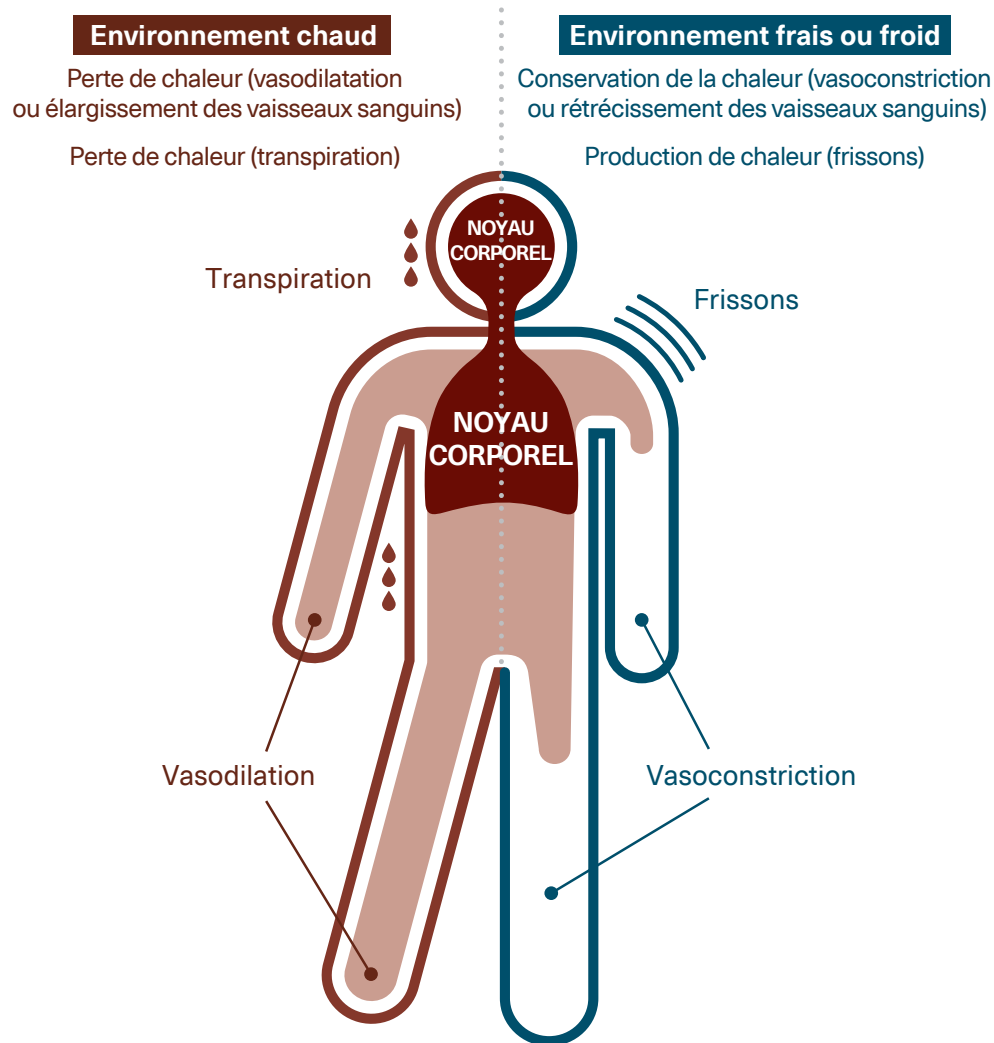 Environnement chaud
Perte de chaleur (vasodilatation
ou élargissement des vaisseaux sanguins)
Perte de chaleur (transpiration)
Environnement frais ou froid
Conservation de la chaleur (vasoconstriction
ou rétrécissement des vaisseaux sanguins)
Production de chaleur (frissons)
NOYAU
CORPOREL
Transpiration
Frissons
NOYAU
CORPOREL
Vasodilation
Vasoconstriction